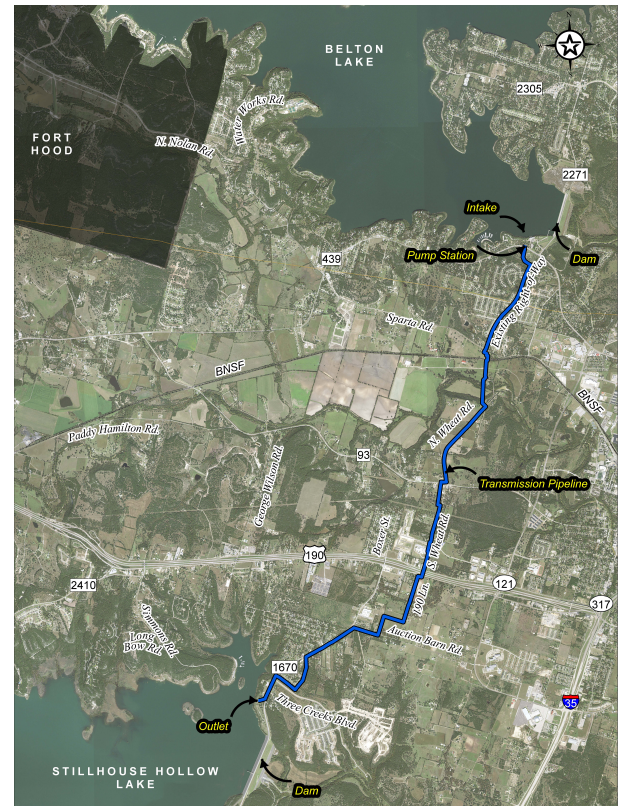 BELTON
LAKE
2305
Water Works Rd.
FORT
HOOD
N. Nolan Rd.
2271
Intake
439
Pump Station
Dam
Existing Right-of-Way
Sparta Rd.
BNSF
BNSF
N. Wheat Rd.
Paddy Hamilton Rd.
93
George Wilson Rd.
Transmission Pipeline
Boxer St.
S. Wheat Rd.
190
2410
121
190 Ln.
317
Simmons Rd.
Long
Bow Rd.
Auction Barn Rd.
1670
Three Creeks Blvd.
35
Outlet
STILLHOUSE HOLLOW
LAKE
Dam